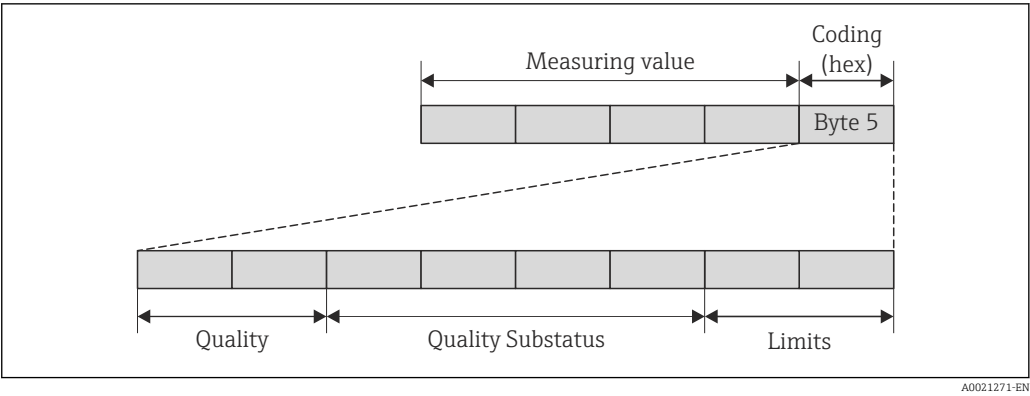 Coding
(hex)
Measuring value
Byte 5
Quality
Quality Substatus
Limits
A0021271-EN